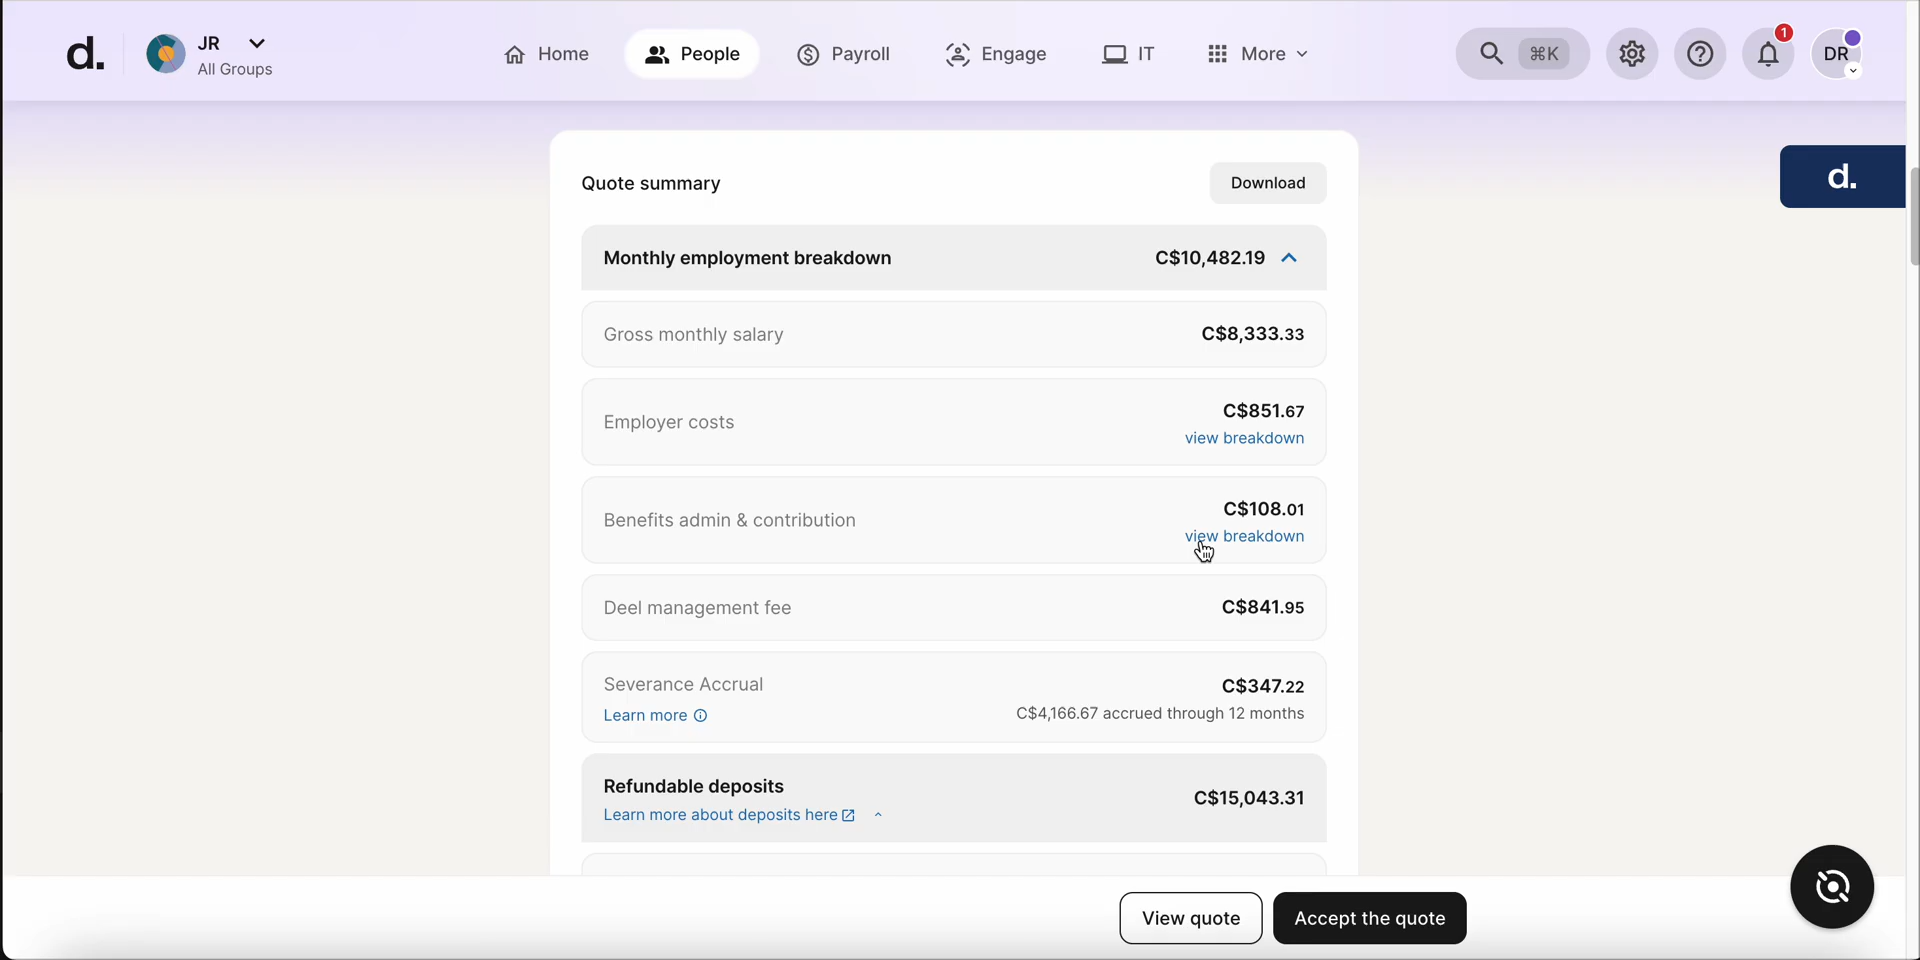 d.
JR
All Groups
Home
People
Payroll
Engage
IT
More
⌘K
1
DR
d.
Quote summary
Download
Monthly employment breakdown
C$10,482.19
Gross monthly salary
C$8,333.33
Employer costs
C$851.67
view breakdown
Benefits admin & contribution
C$108.01
view breakdown
Deel management fee
C$841.95
Severance Accrual
C$347.22
Learn more
C$4,166.67 accrued through 12 months
Refundable deposits
C$15,043.31
Learn more about deposits here
View quote
Accept the quote